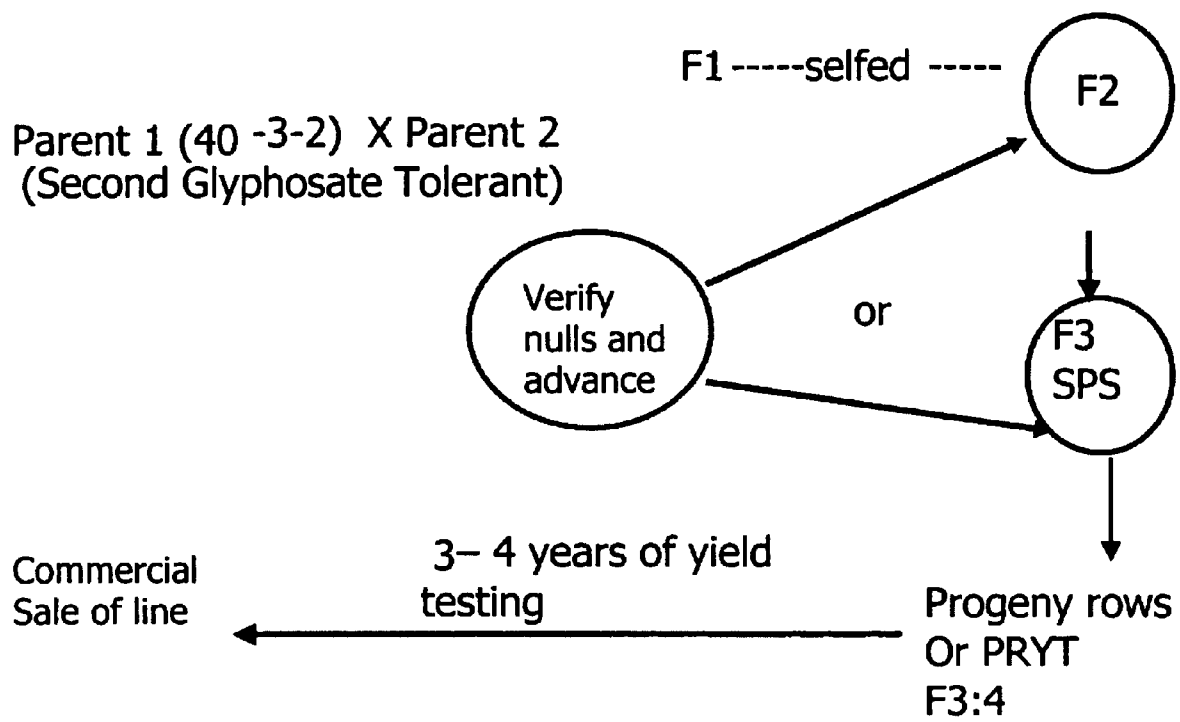 F1 -----selfed -----
F2
Parent 1 (40 -3-2) X Parent 2
(Second Glyphosate Tolerant)
Verify
nulls and
advance
or
F3
SPS
3– 4 years of yield
testing
Commercial
Sale of line
Progeny rows
Or PRYT
F3:4